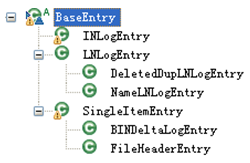 BaseEntry
INLogEntry
LNLogEntry
DeletedDupLNLogEntry
NameLNLogEntry
SingleItemEntry
BINDeltaLogEntry
FileHeaderEntry